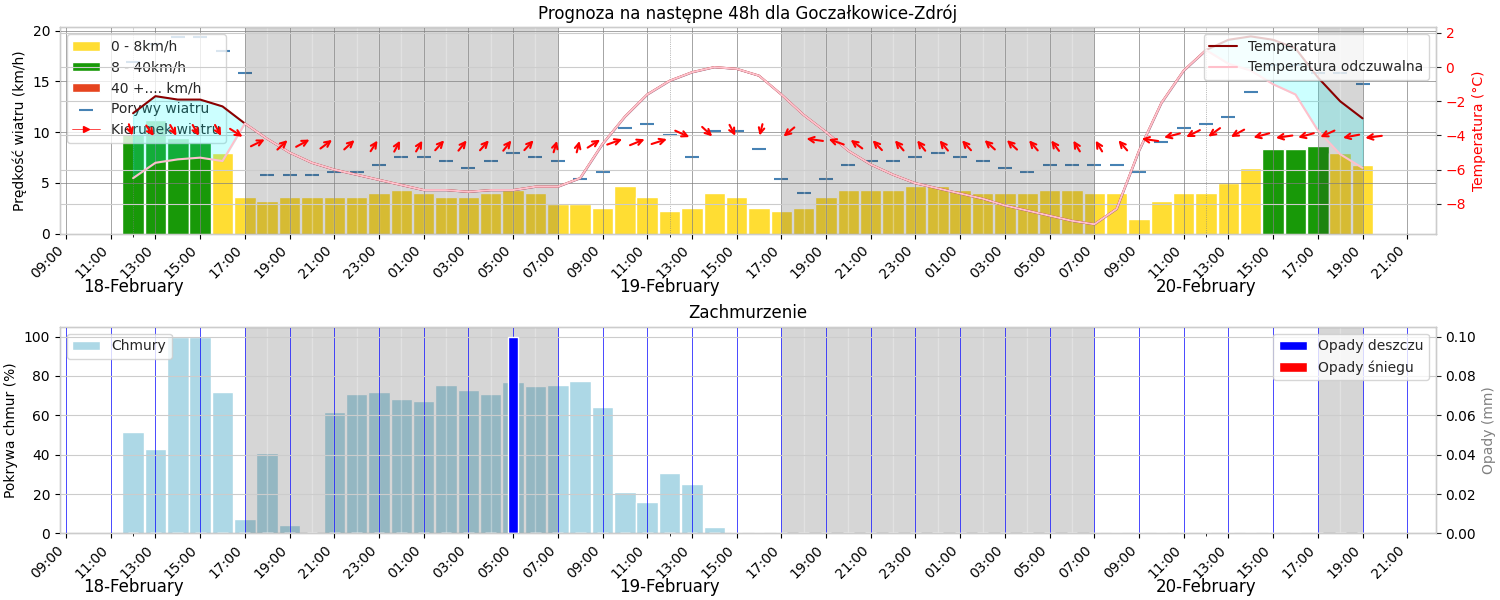 Prognoza na następne 48h dla Goczałkowice-Zdrój
Prędkość wiatru (km/h)
20
15
10
5
0
0 - 8km/h
8 - 40km/h
40 +.... km/h
Porywy wiatru
Kierunek wiatru
Temperatura
Temperatura odczuwalna
2
0
−2
−4
−6
−8
Temperatura (°C)
09:00 11:00 13:00 15:00 17:00 19:00 21:00 23:00 01:00 03:00 05:00 07:00 09:00 11:00 13:00 15:00 17:00 19:00 21:00 23:00 01:00 03:00 05:00 07:00 09:00 11:00 13:00 15:00 17:00 19:00 21:00
18-February 19-February 20-February
Zachmurzenie
Pokrywa chmur (%)
100
80
60
40
20
0
Chmury
Opady deszczu
Opady śniegu
0.10
0.08
0.06
0.04
0.02
0.00
Opady (mm)
09:00 11:00 13:00 15:00 17:00 19:00 21:00 23:00 01:00 03:00 05:00 07:00 09:00 11:00 13:00 15:00 17:00 19:00 21:00 23:00 01:00 03:00 05:00 07:00 09:00 11:00 13:00 15:00 17:00 19:00 21:00
18-February 19-February 20-February